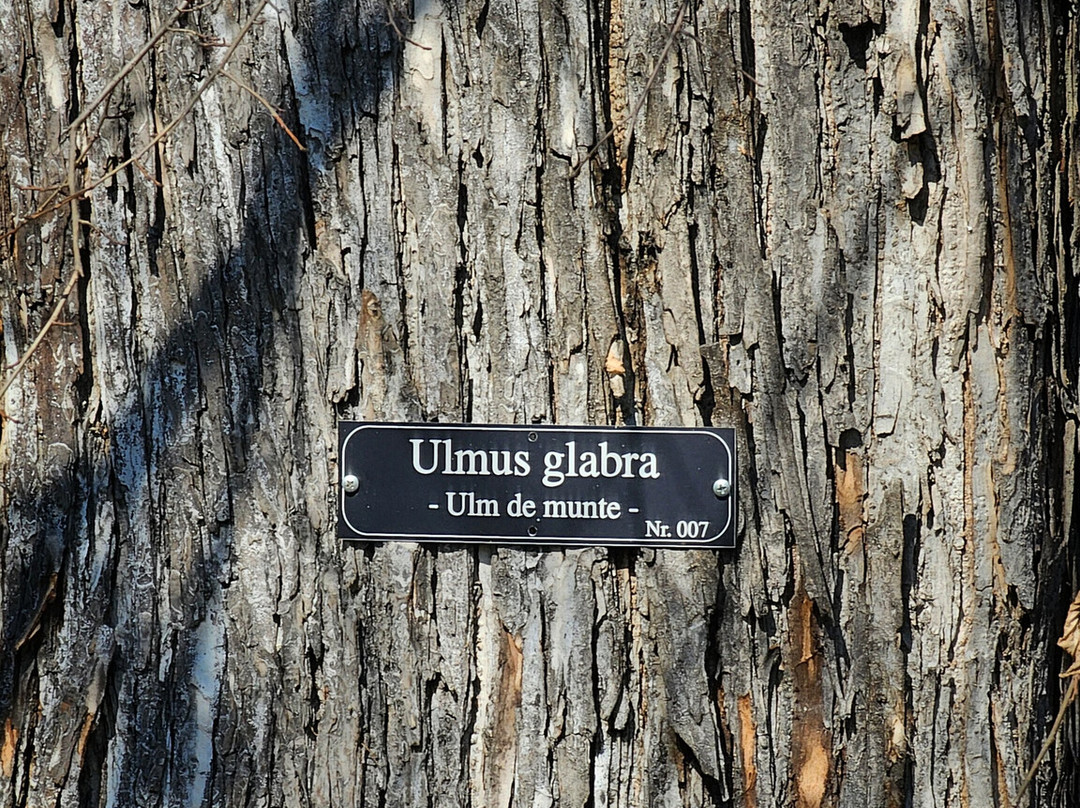 Ulmus glabra
- Ulm de munte -
Nr. 007